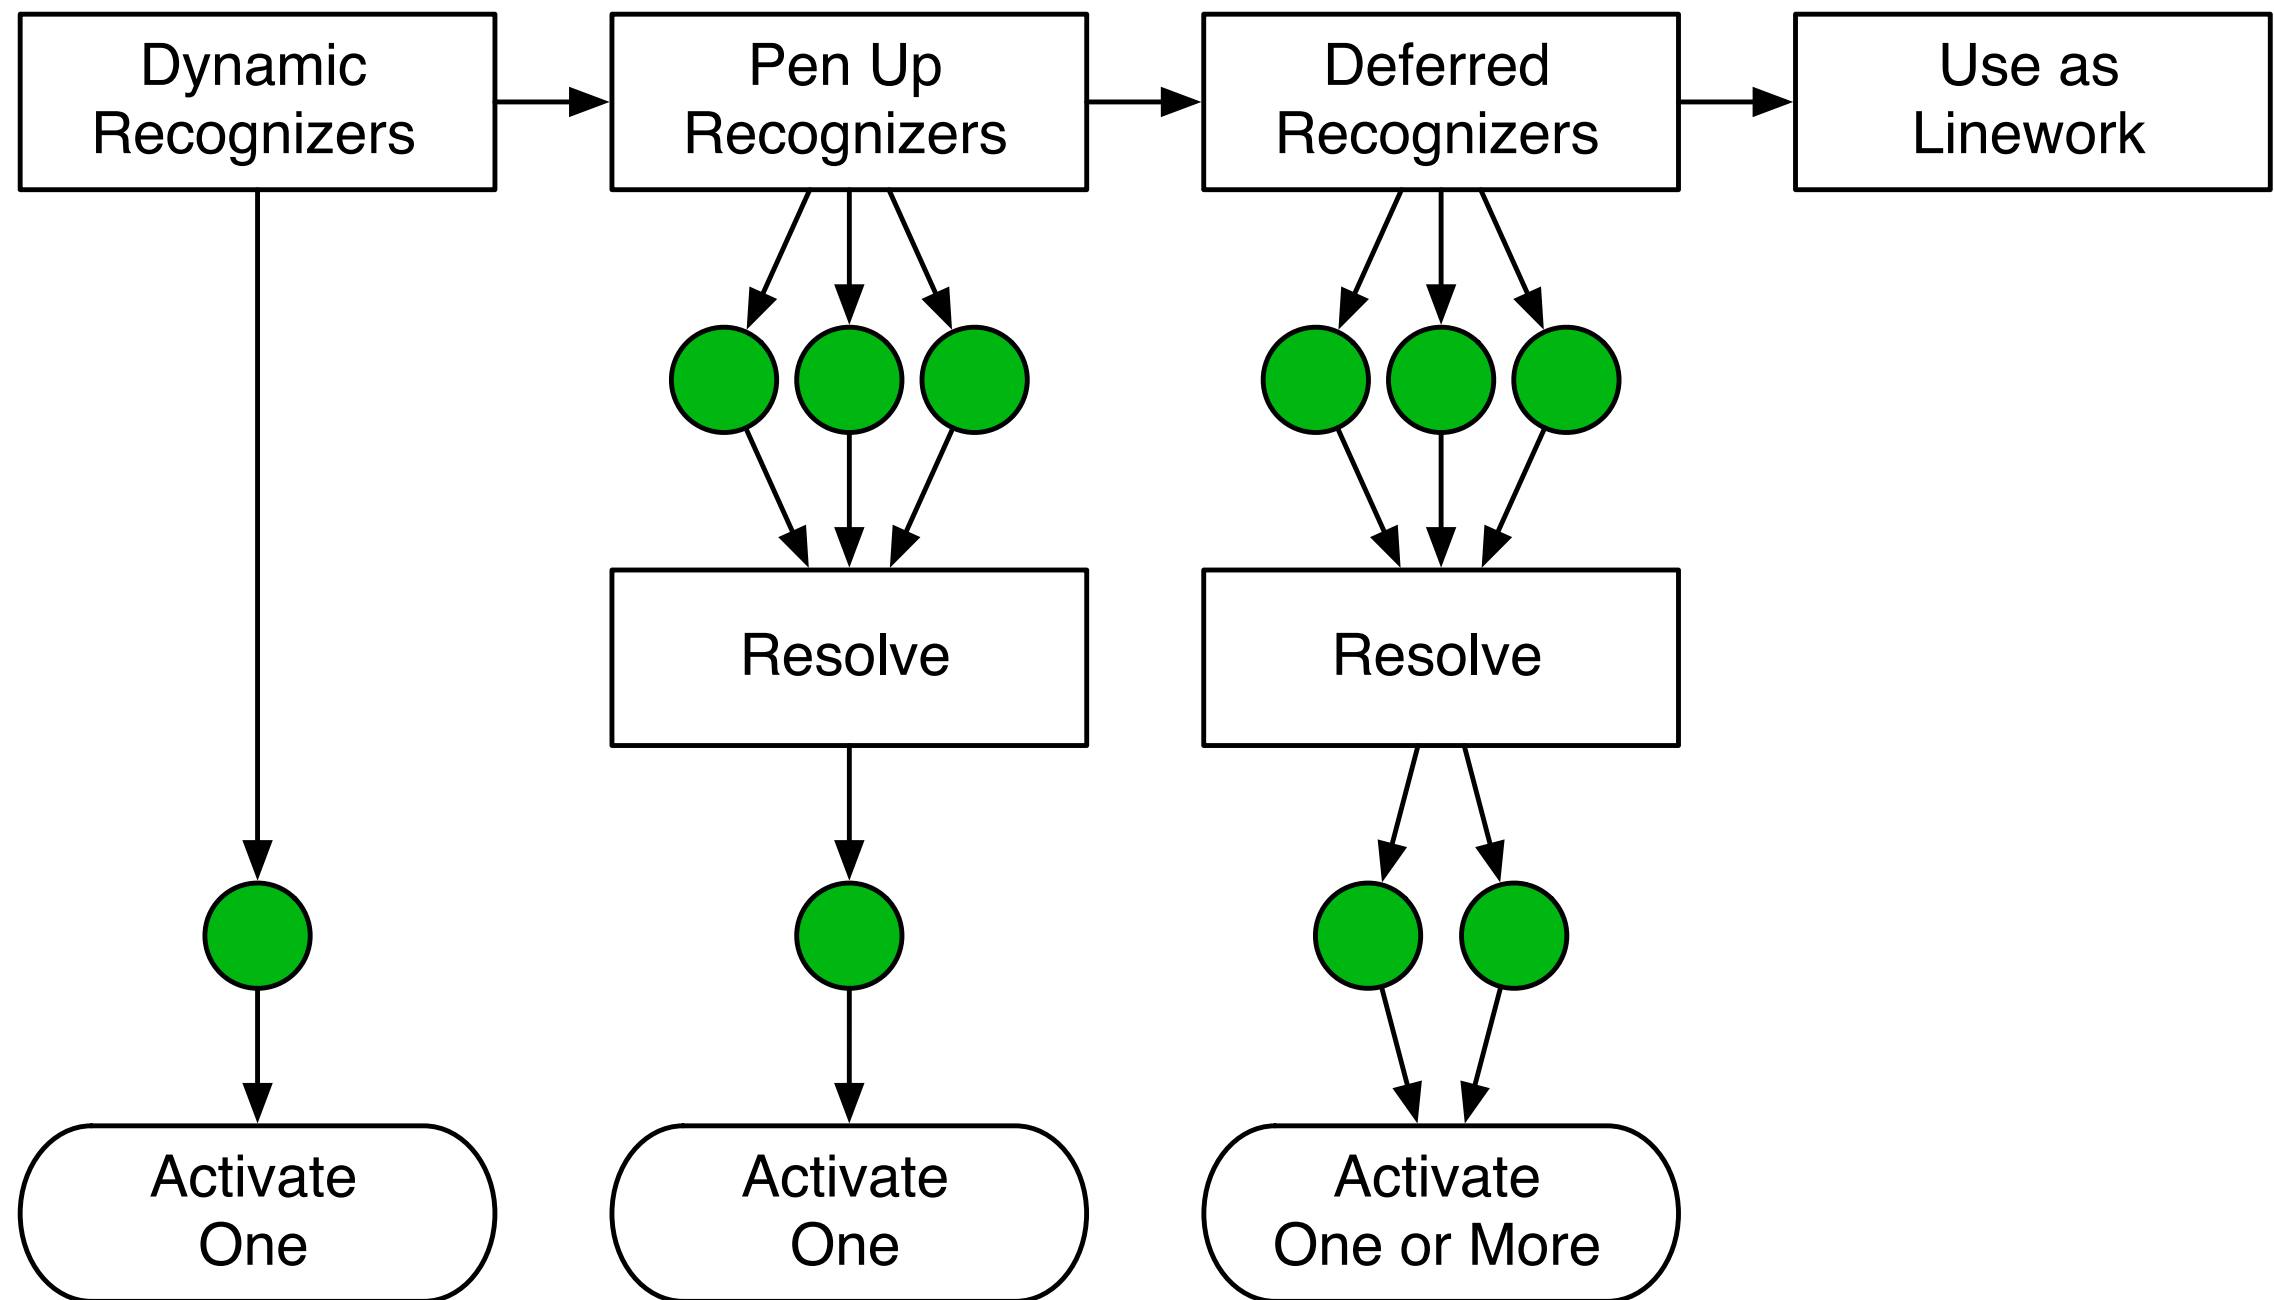 Dynamic
Recognizers
Pen Up
Recognizers
Deferred
Recognizers
Use as
Linework
Resolve
Resolve
Activate
One
Activate
One
Activate
One or More